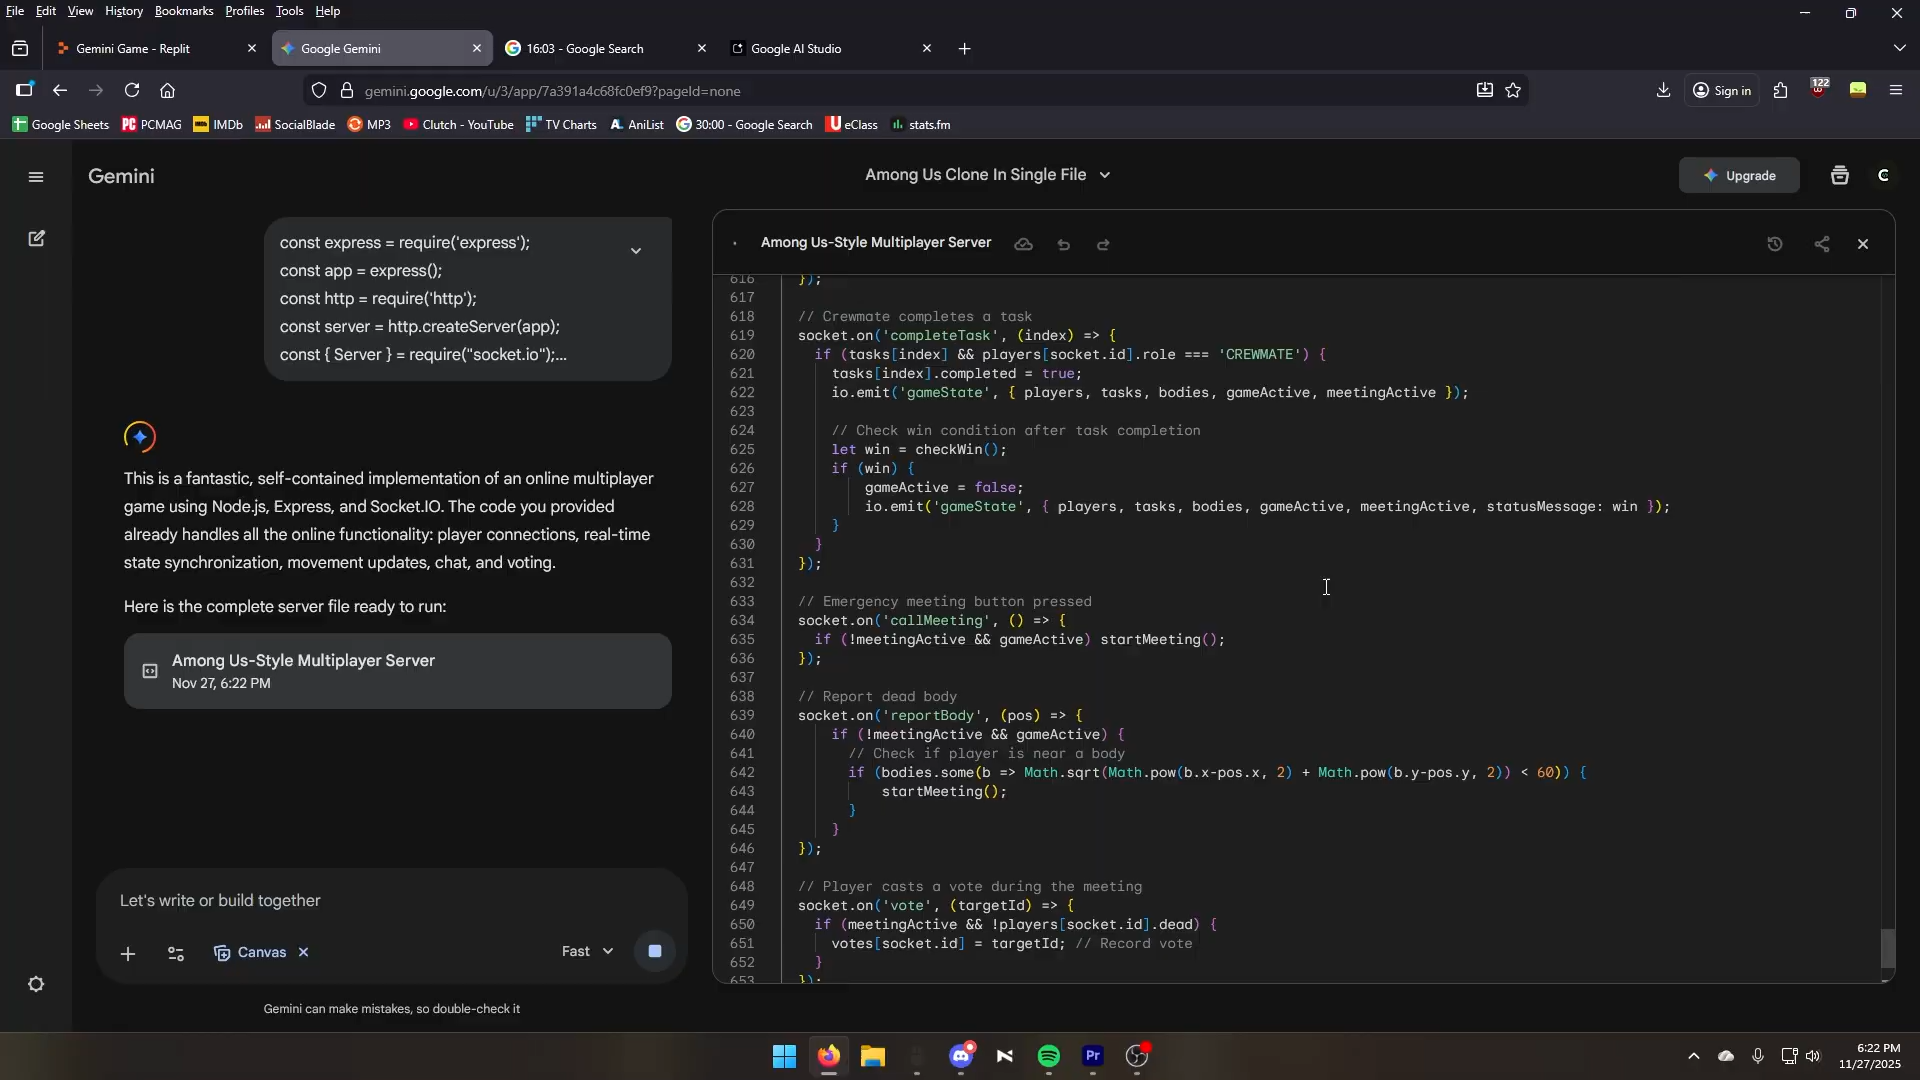 File Edit View History Bookmarks Profiles Tools Help
Gemini Game - Replit
Google Gemini
16:03 - Google Search
Google AI Studio
gemini.google.com/u/3/app/7a391a4c68fc0ef9?pageId=none
Sign in
122
Google Sheets
PC PCMAG
IMDb IMDb
SocialBlade
MP3
Clutch - YouTube
TV Charts
AniList
30:00 - Google Search
eClass
stats.fm
Gemini
Among Us Clone In Single File
Upgrade
C
const express = require('express');
const app = express();
const http = require('http');
const server = http.createServer(app);
const { Server } = require("socket.io");...
This is a fantastic, self-contained implementation of an online multiplayer
game using Node.js, Express, and Socket.IO. The code you provided
already handles all the online functionality: player connections, real-time
state synchronization, movement updates, chat, and voting.
Here is the complete server file ready to run:
Among Us-Style Multiplayer Server
Nov 27, 6:22 PM
Let's write or build together
Canvas
Fast
Gemini can make mistakes, so double-check it
Among Us-Style Multiplayer Server
616 });
617
618 // Crewmate completes a task
619 socket.on('completeTask', (index) => {
620 if (tasks[index] && players[socket.id].role === 'CREWMATE') {
621 tasks[index].completed = true;
622 io.emit('gameState', { players, tasks, bodies, gameActive, meetingActive });
623
624 // Check win condition after task completion
625 let win = checkWin();
626 if (win) {
627 gameActive = false;
628 io.emit('gameState', { players, tasks, bodies, gameActive, meetingActive, statusMessage: win });
629 }
630 }
631 });
632
633 // Emergency meeting button pressed
634 socket.on('callMeeting', () => {
635 if (!meetingActive && gameActive) startMeeting();
636 });
637
638 // Report dead body
639 socket.on('reportBody', (pos) => {
640 if (!meetingActive && gameActive) {
641 // Check if player is near a body
642 if (bodies.some(b => Math.sqrt(Math.pow(b.x-pos.x, 2) + Math.pow(b.y-pos.y, 2)) < 60)) {
643 startMeeting();
644 }
645 }
646 });
647
648 // Player casts a vote during the meeting
649 socket.on('vote', (targetId) => {
650 if (meetingActive && !players[socket.id].dead) {
651 votes[socket.id] = targetId; // Record vote
652 }
653 });
Pr
6:22 PM
11/27/2025